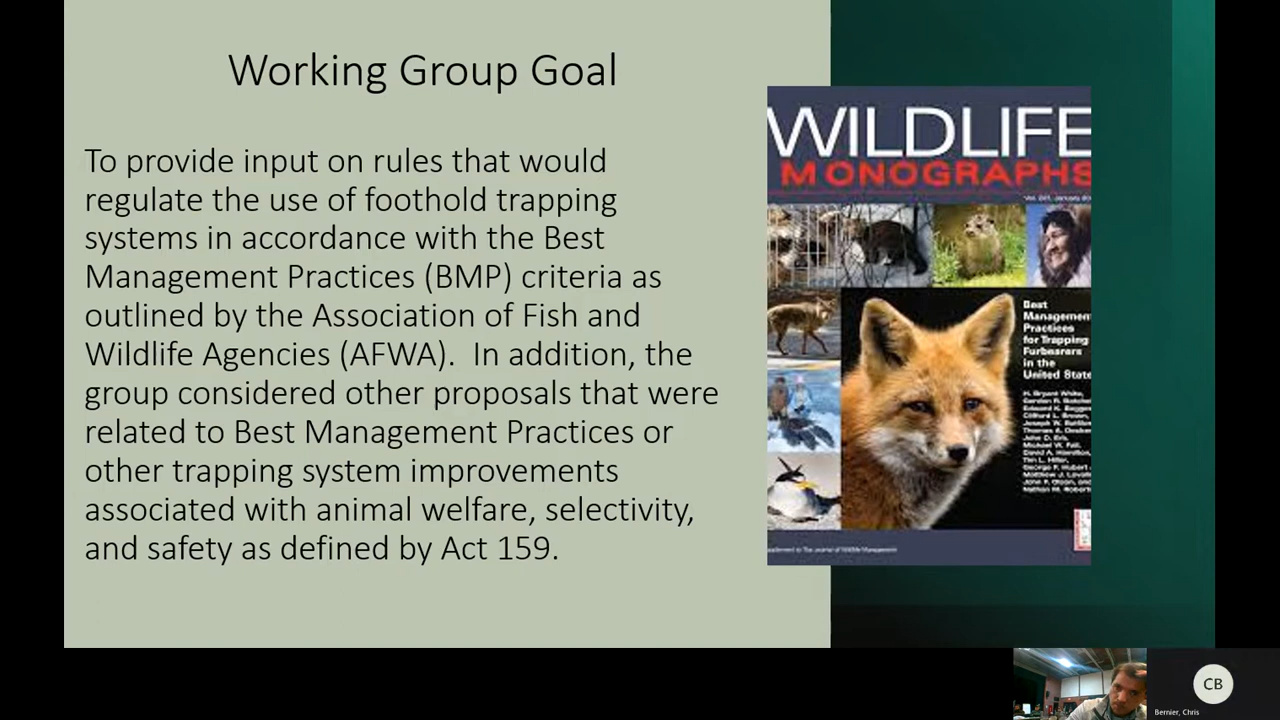 Working Group Goal
To provide input on rules that would
regulate the use of foothold trapping
systems in accordance with the Best
Management Practices (BMP) criteria as
outlined by the Association of Fish and
Wildlife Agencies (AFWA).  In addition, the
group considered other proposals that were
related to Best Management Practices or
other trapping system improvements
associated with animal welfare, selectivity,
and safety as defined by Act 159.
WILDLIFE
MONOGRAPHS
Best
Management
Practices
for Trapping
Furbearers
in the
United State
H. Bryant White,
CB
Bernier, Chris